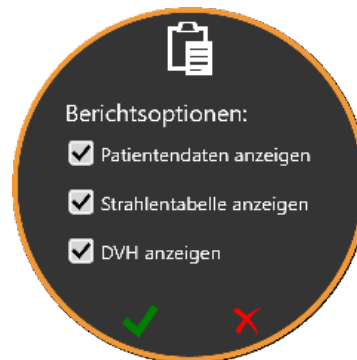 Berichtsoptionen:
Patientendaten anzeigen
Strahlentabelle anzeigen
DVH anzeigen